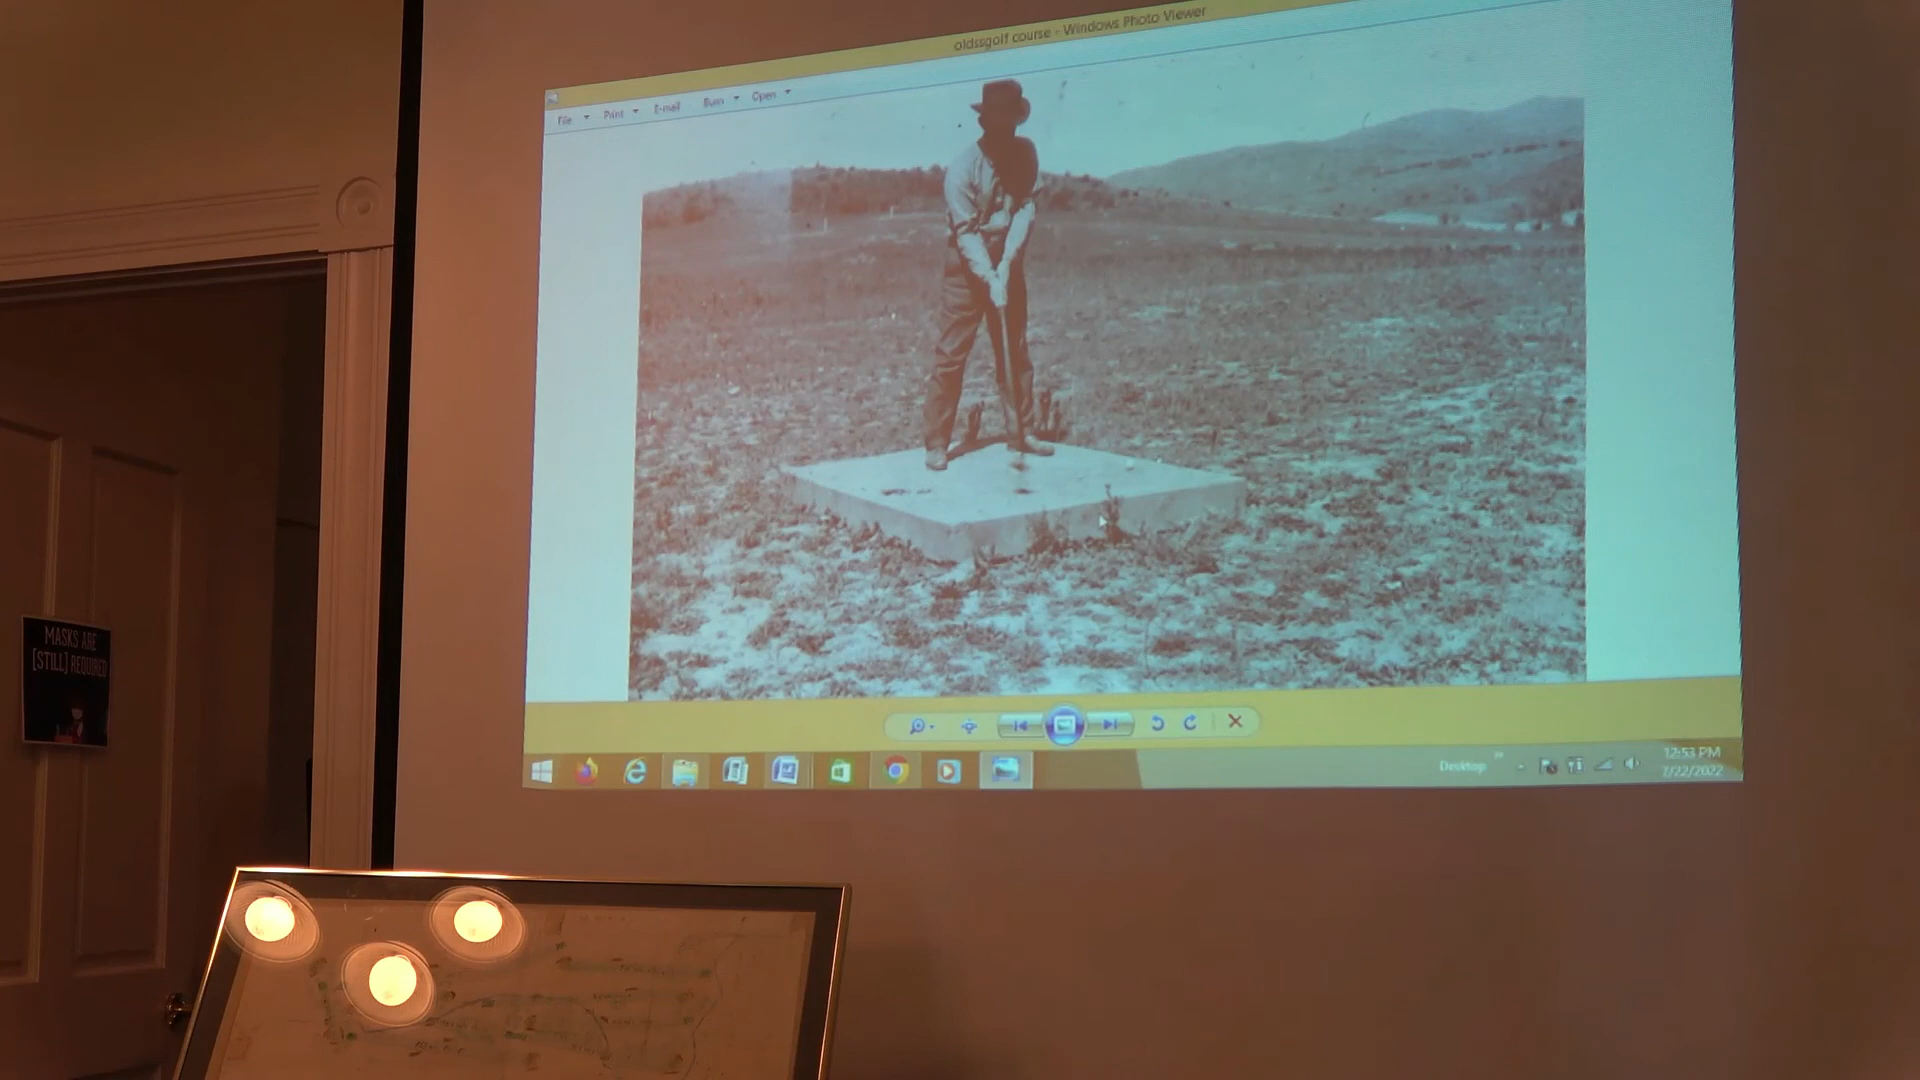 oldssgolf course - Windows Photo Viewer
File Print E-mail Burn Open
MASKS ARE
[STILL] REQUIRED
Desktop
12:53 PM
7/22/2022